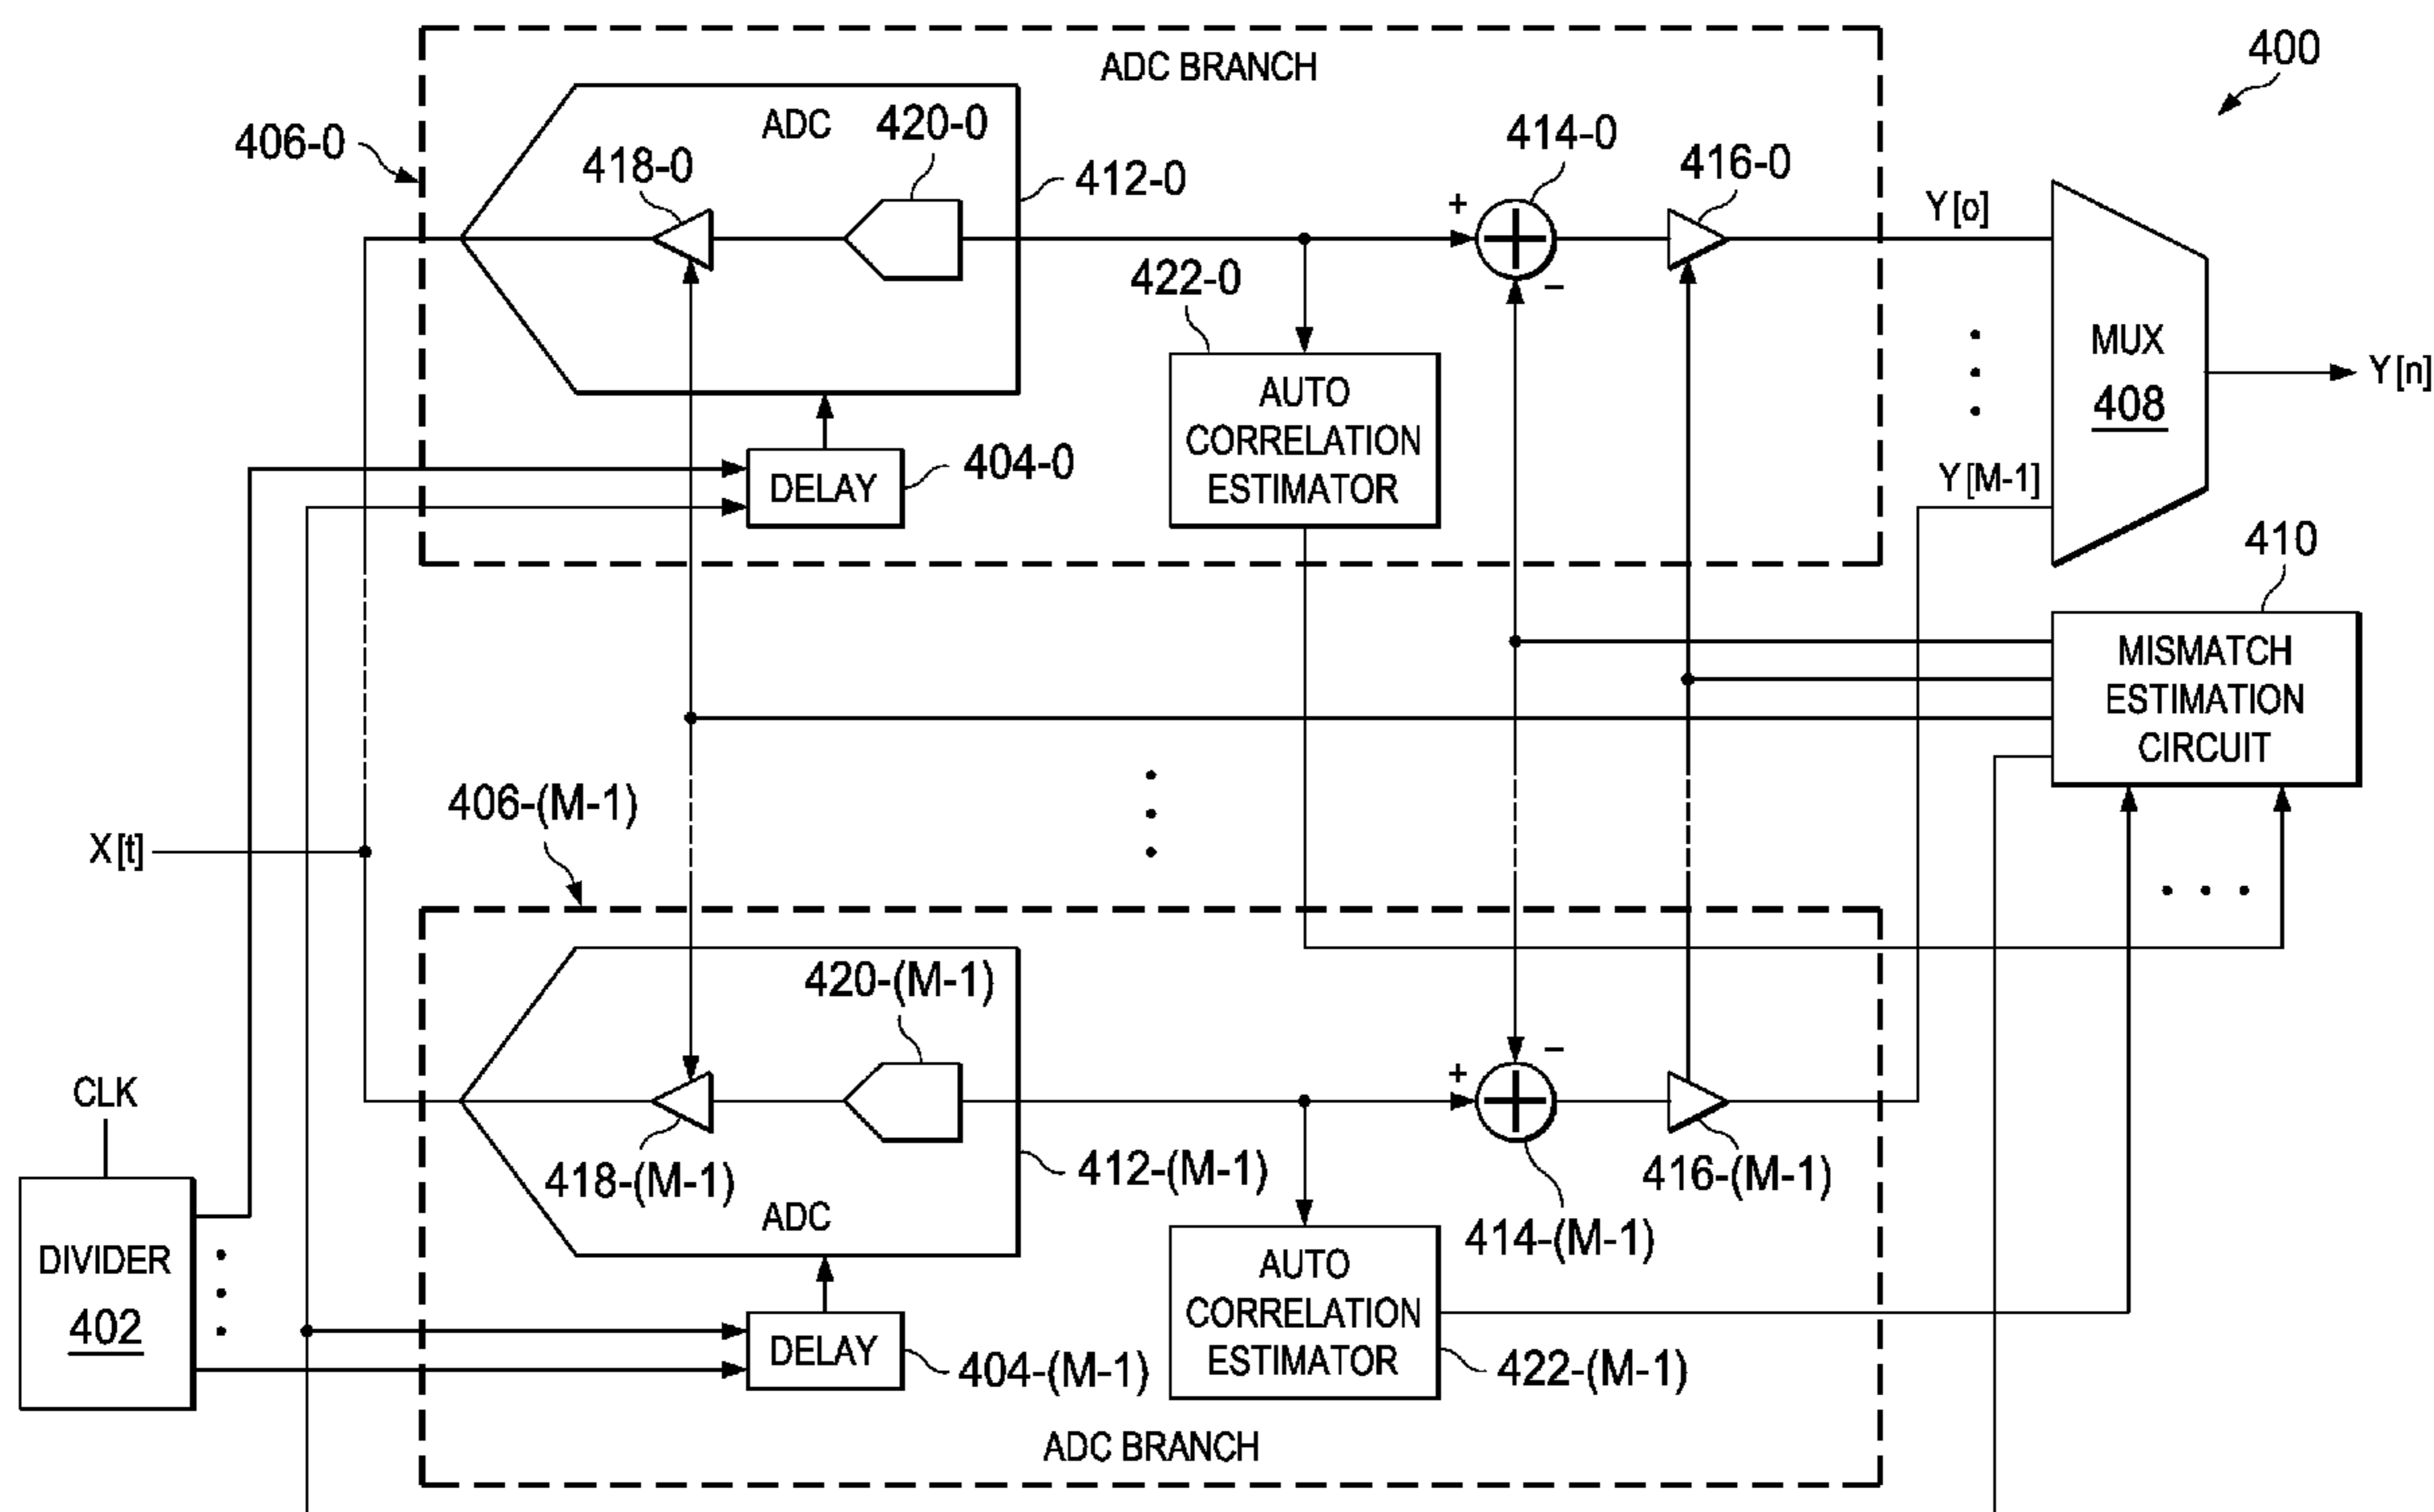 400
ADC BRANCH
ADC
420-0
406-0
418-0
412-0
414-0
416-0
Y[o]
+
−
422-0
MUX
408
Y[n]
AUTO
CORRELATION
ESTIMATOR
DELAY
404-0
Y[M-1]
410
MISMATCH
ESTIMATION
CIRCUIT
406-(M-1)
X[t]
420-(M-1)
+
−
418-(M-1)
ADC
412-(M-1)
414-(M-1)
416-(M-1)
CLK
DIVIDER
402
AUTO
CORRELATION
ESTIMATOR
DELAY
404-(M-1)
422-(M-1)
ADC BRANCH